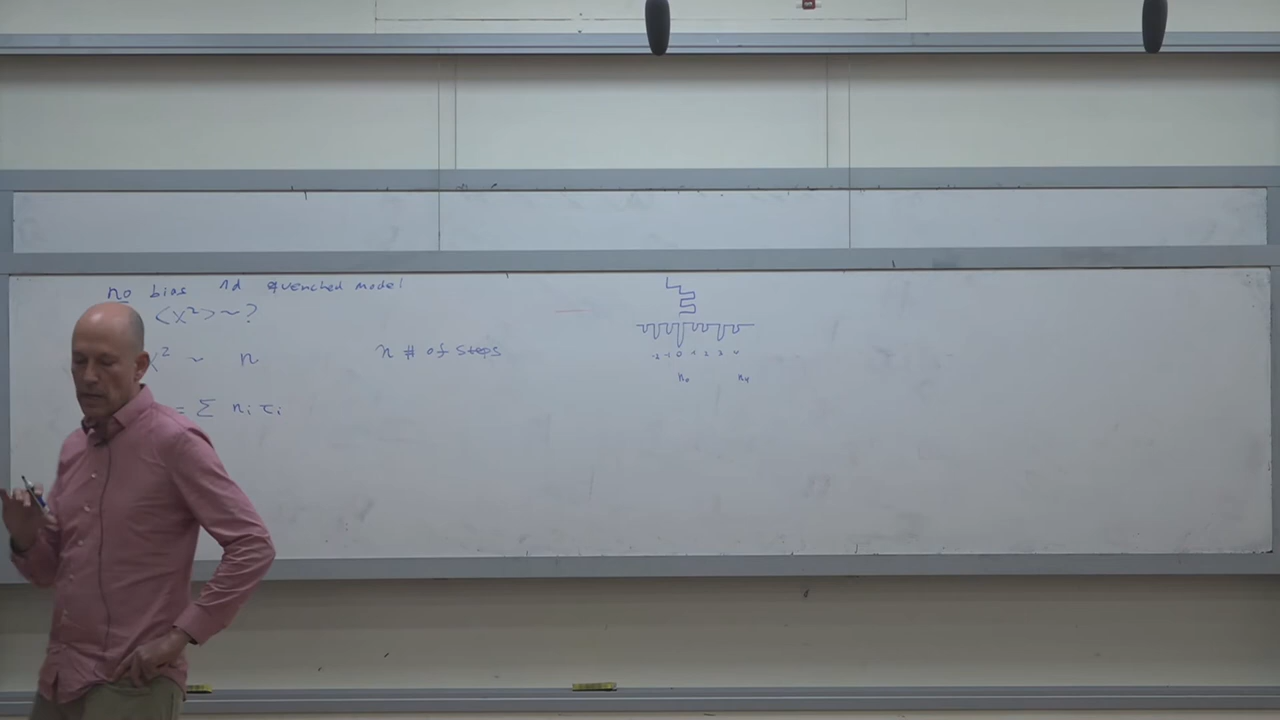 no bias 1d quenched model
<x²> ~ ?
x² ~ n
n # of steps
= Σ nᵢ τᵢ
-2 -1 0 1 2 3 4
n₀ n₄